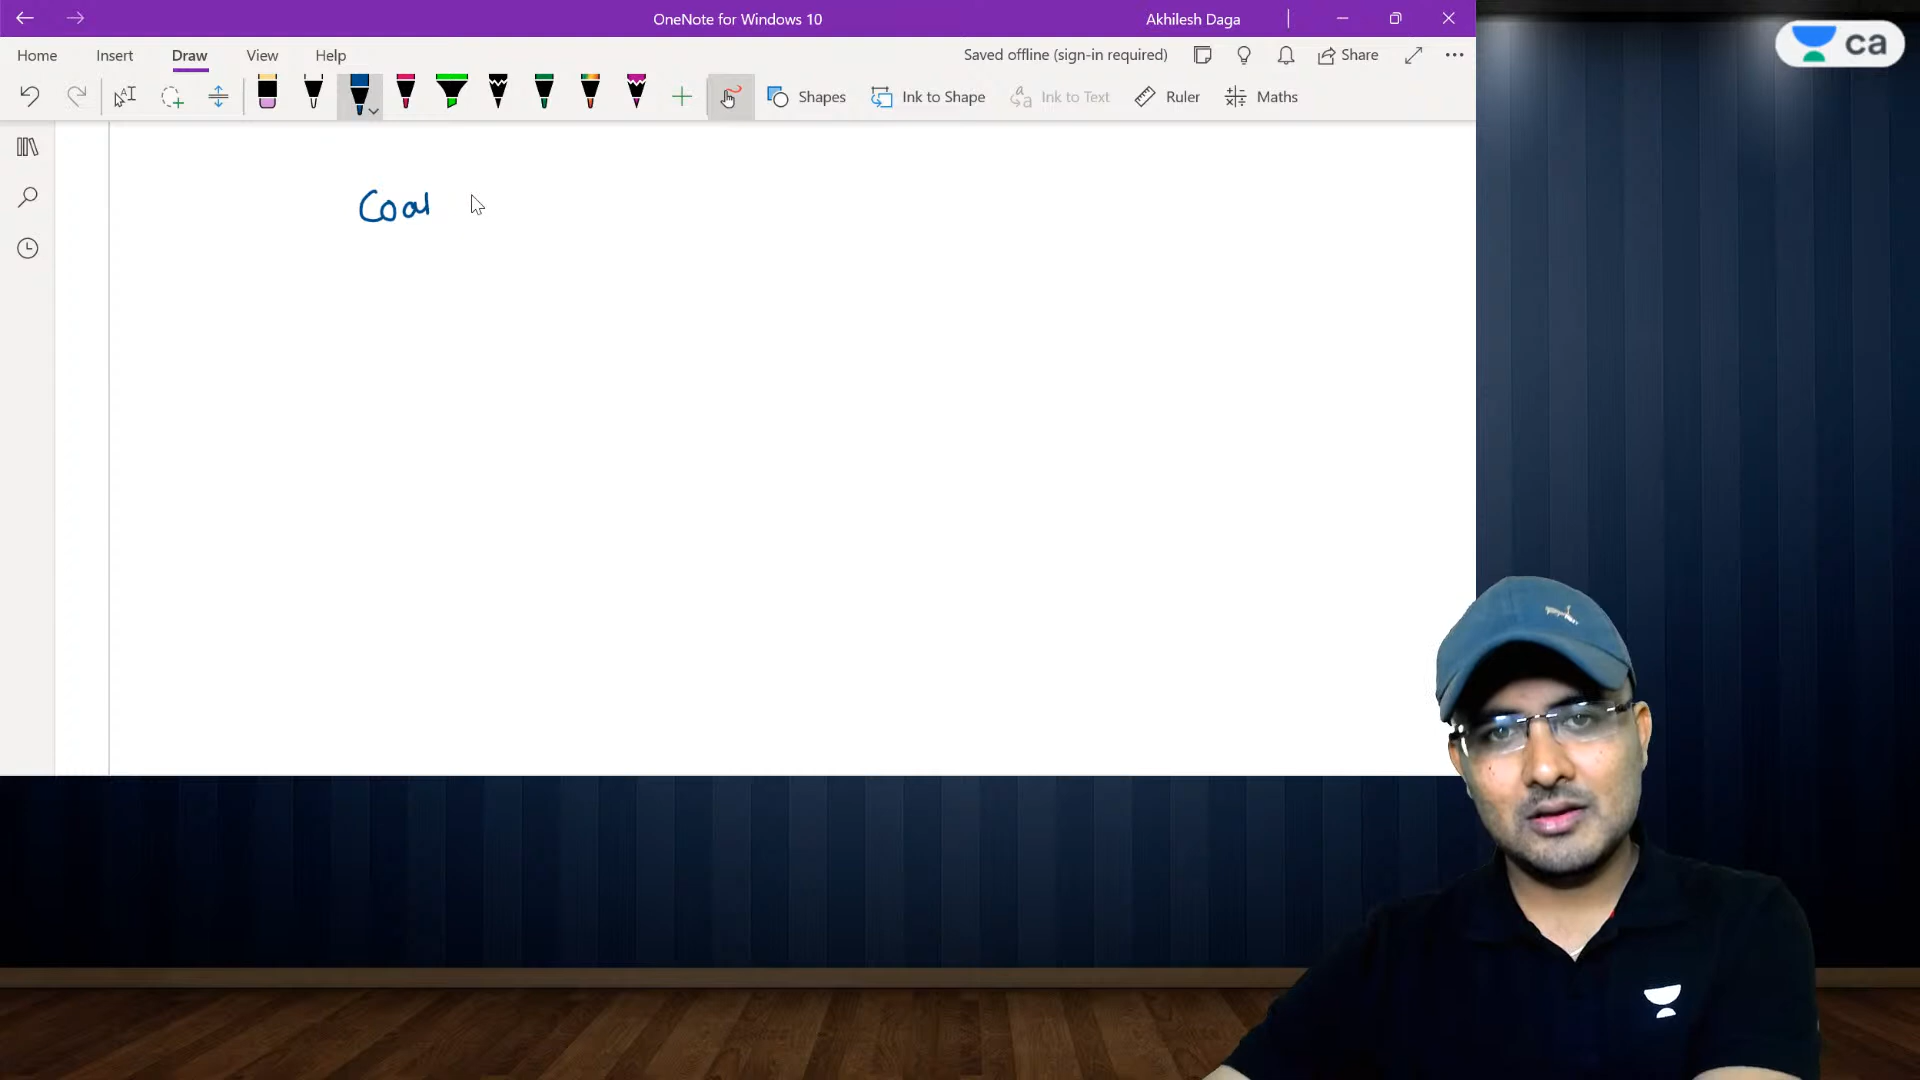 OneNote for Windows 10
Akhilesh Daga
Home Insert Draw View Help
Saved offline (sign-in required)
Share
Shapes
Ink to Shape
Ink to Text
Ruler
Maths
ca
Coal